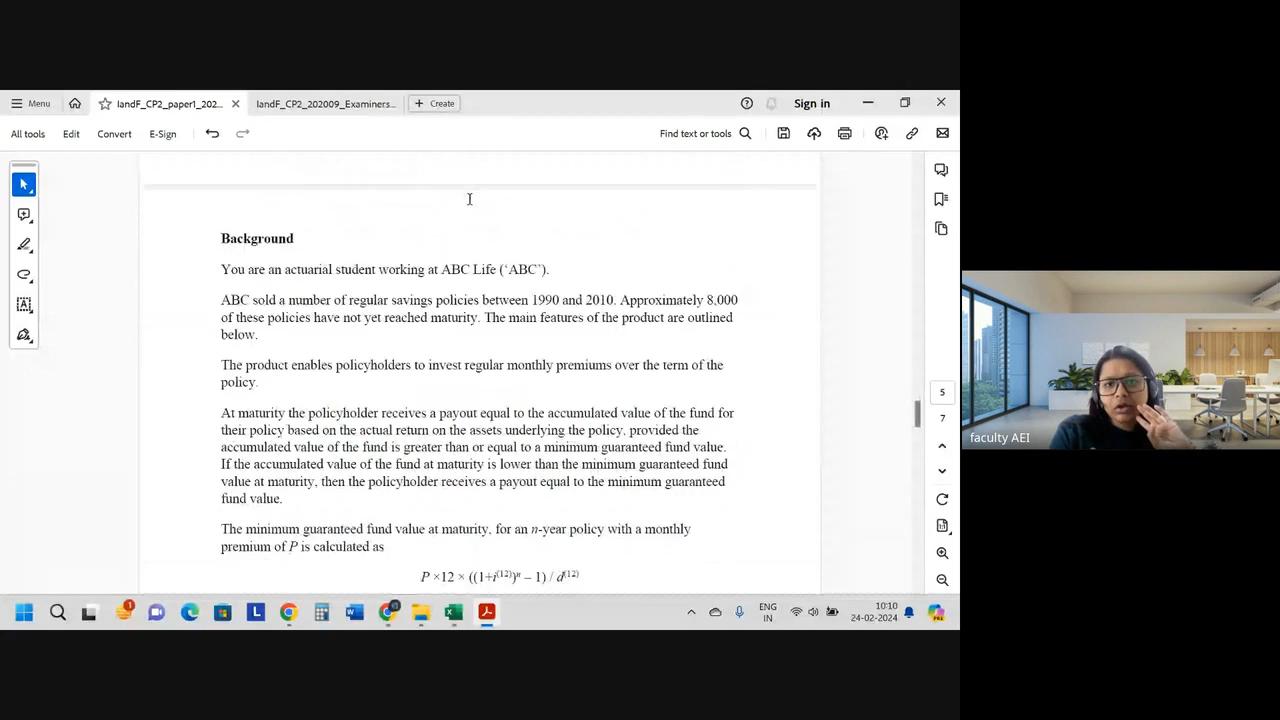 Menu
IandF_CP2_paper1_202...
IandF_CP2_202009_Examiners...
Create
Sign in
All tools
Edit
Convert
E-Sign
Find text or tools
Background
You are an actuarial student working at ABC Life (‘ABC’).
ABC sold a number of regular savings policies between 1990 and 2010. Approximately 8,000
of these policies have not yet reached maturity. The main features of the product are outlined
below.
The product enables policyholders to invest regular monthly premiums over the term of the
policy.
At maturity the policyholder receives a payout equal to the accumulated value of the fund for
their policy based on the actual return on the assets underlying the policy, provided the
accumulated value of the fund is greater than or equal to a minimum guaranteed fund value.
If the accumulated value of the fund at maturity is lower than the minimum guaranteed fund
value at maturity, then the policyholder receives a payout equal to the minimum guaranteed
fund value.
The minimum guaranteed fund value at maturity, for an n-year policy with a monthly
premium of P is calculated as
P ×12 × ((1+i⁽¹²⁾)ⁿ – 1) / d⁽¹²⁾
5
7
faculty AEI
ENG
IN
10:10
24-02-2024